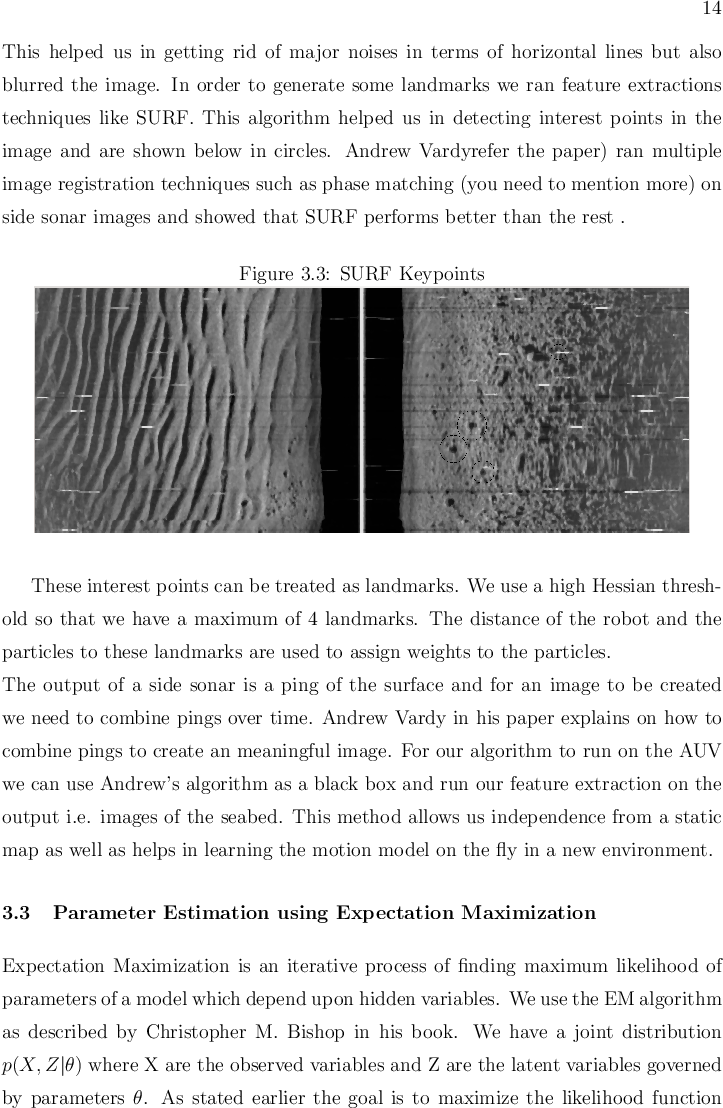 14
This helped us in getting rid of major noises in terms of horizontal lines but also
blurred the image. In order to generate some landmarks we ran feature extractions
techniques like SURF. This algorithm helped us in detecting interest points in the
image and are shown below in circles. Andrew Vardyrefer the paper) ran multiple
image registration techniques such as phase matching (you need to mention more) on
side sonar images and showed that SURF performs better than the rest .
Figure 3.3: SURF Keypoints
These interest points can be treated as landmarks. We use a high Hessian thresh-
old so that we have a maximum of 4 landmarks. The distance of the robot and the
particles to these landmarks are used to assign weights to the particles.
The output of a side sonar is a ping of the surface and for an image to be created
we need to combine pings over time. Andrew Vardy in his paper explains on how to
combine pings to create an meaningful image. For our algorithm to run on the AUV
we can use Andrew's algorithm as a black box and run our feature extraction on the
output i.e. images of the seabed. This method allows us independence from a static
map as well as helps in learning the motion model on the fly in a new environment.
3.3 Parameter Estimation using Expectation Maximization
Expectation Maximization is an iterative process of finding maximum likelihood of
parameters of a model which depend upon hidden variables. We use the EM algorithm
as described by Christopher M. Bishop in his book. We have a joint distribution
p(X, Z|θ) where X are the observed variables and Z are the latent variables governed
by parameters θ. As stated earlier the goal is to maximize the likelihood function